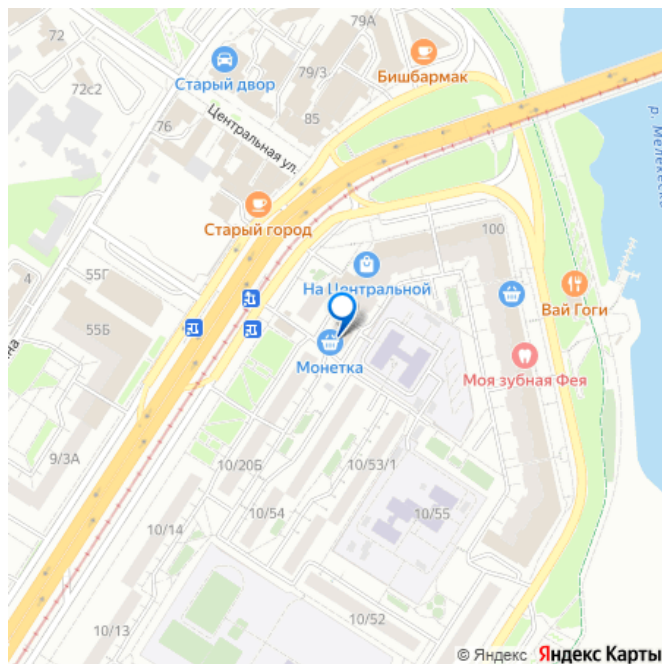 79А
72
Бишбармак
79/3
Старый двор
72с2
85
Центральная ул.
76
р. Мелекеска
Старый город
100
4
55Г
На Центральной
Вай Гоги
55Б
Монетка
Моя зубная Фея
9/3А
10/20Б
10/53/1
10/54
10/55
10/14
10/52
10/13
© Яндекс Яндекс Карты